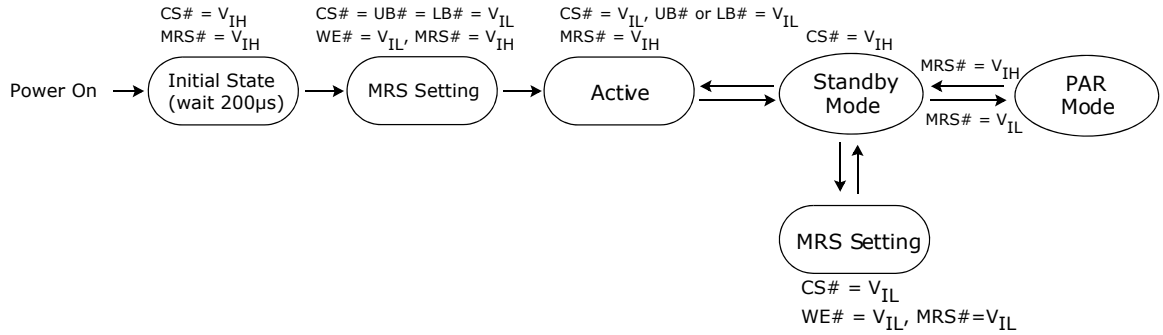 CS# = VIH
MRS# = VIH
CS# = UB# = LB# = VIL
WE# = VIL, MRS# = VIH
CS# = VIL, UB# or LB# = VIL
MRS# = VIH
CS# = VIH
Power On
Initial State
(wait 200µs)
MRS Setting
Active
Standby
Mode
MRS# = VIH
MRS# = VIL
PAR
Mode
MRS Setting
CS# = VIL
WE# = VIL, MRS#=VIL